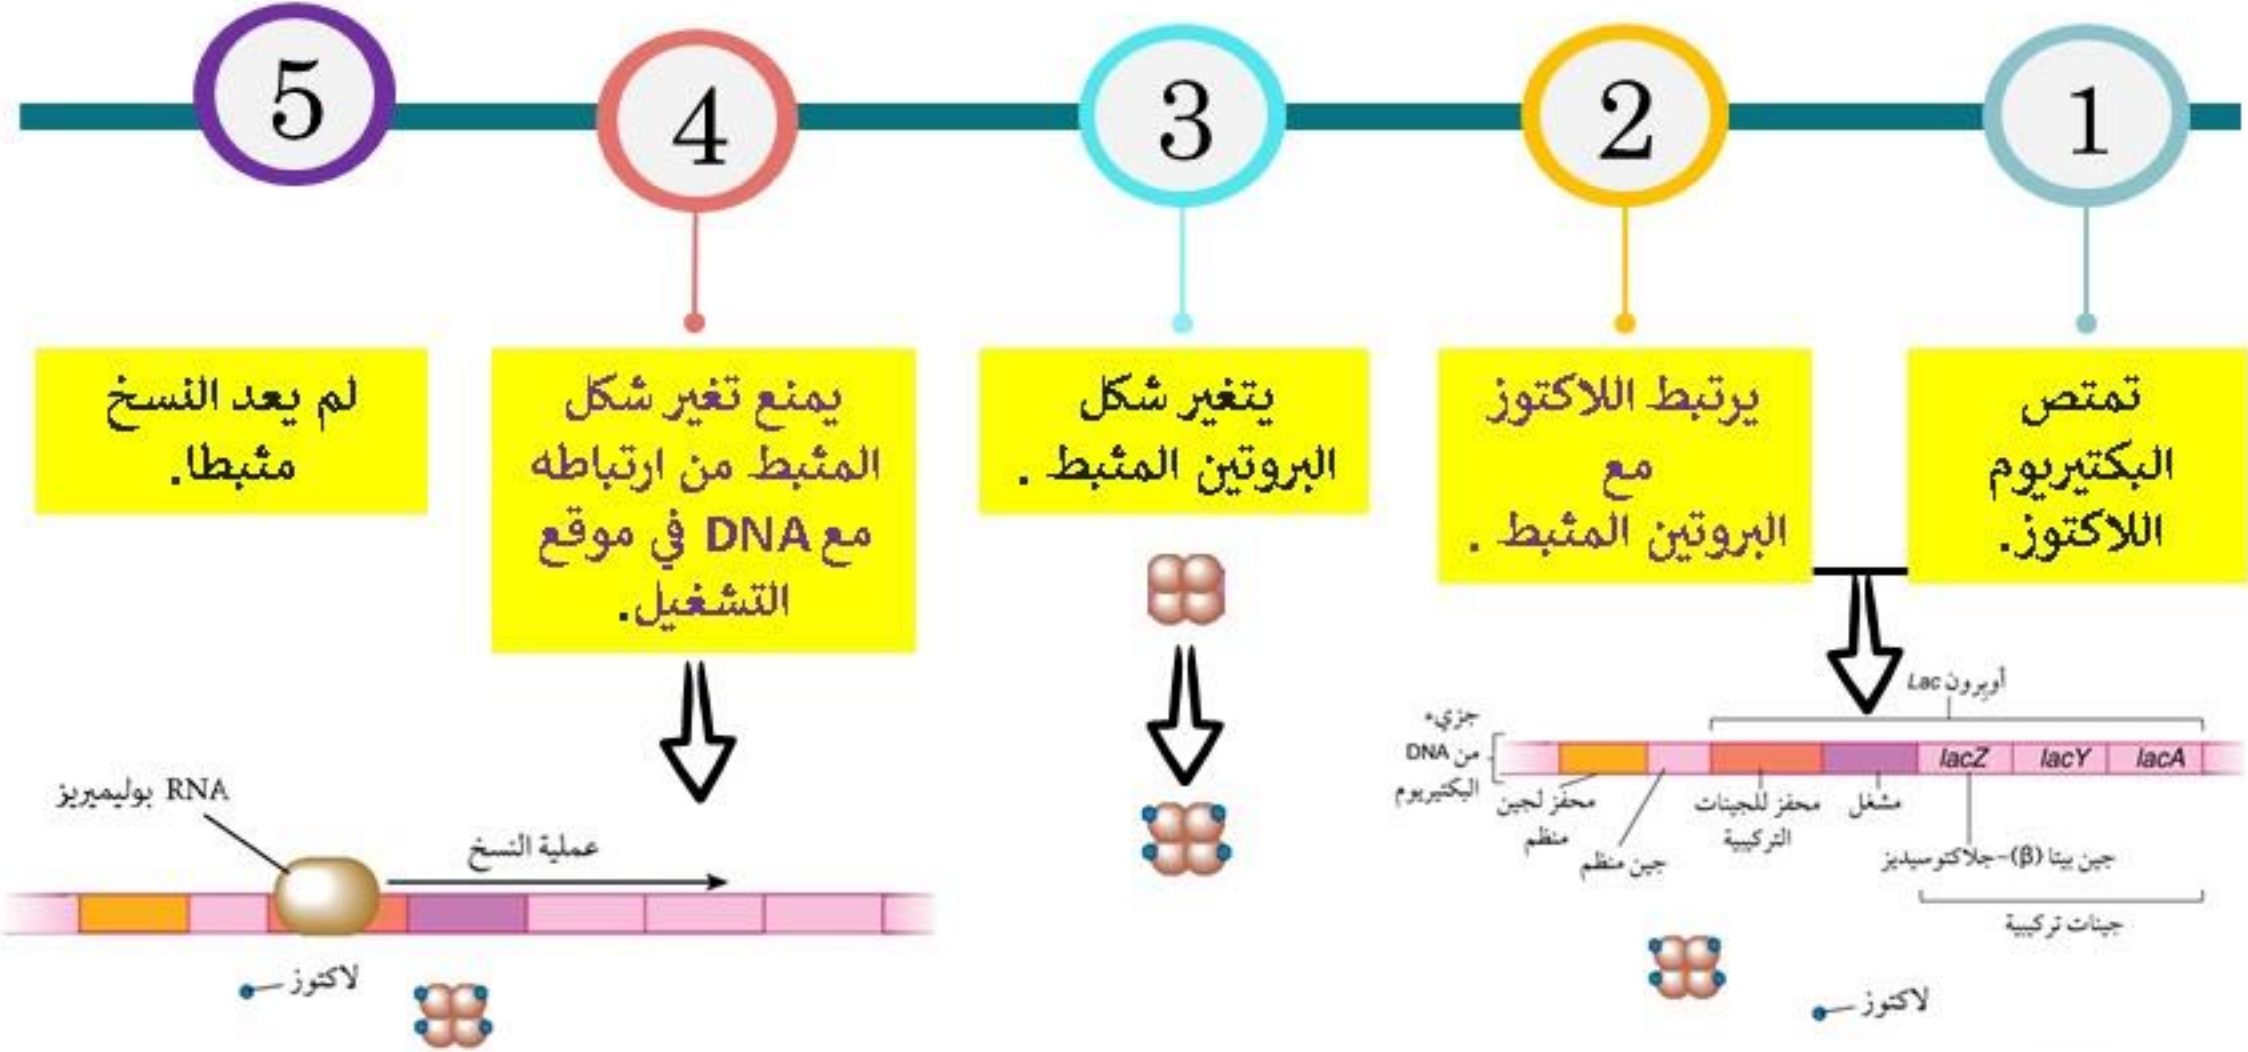 1
2
3
4
5
تمتص
البكتيريوم
اللاكتوز.
يرتبط اللاكتوز
مع
البروتين المثبط .
يتغير شكل
البروتين المثبط .
يمنع تغير شكل
المثبط من ارتباطه
مع DNA في موقع
التشغيل.
لم يعد النسخ
مثبطا.
أوبرون Lac
جزيء
من DNA
البكتيريوم
lacZ
lacY
lacA
محفز لجين
منظم
جين منظم
محفز للجينات
التركيبية
مشغل
جين بيتا (β)-جلاكتوسيديز
جينات تركيبية
لاكتوز
RNA بوليميريز
عملية النسخ
لاكتوز